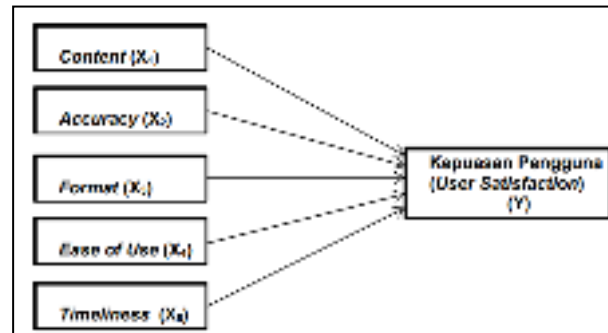 Content (X₁)
Accuracy (X₂)
Format (X₃)
Ease of Use (X₄)
Timeliness (X₅)
Kepuasan Pengguna
(User Satisfaction)
(Y)